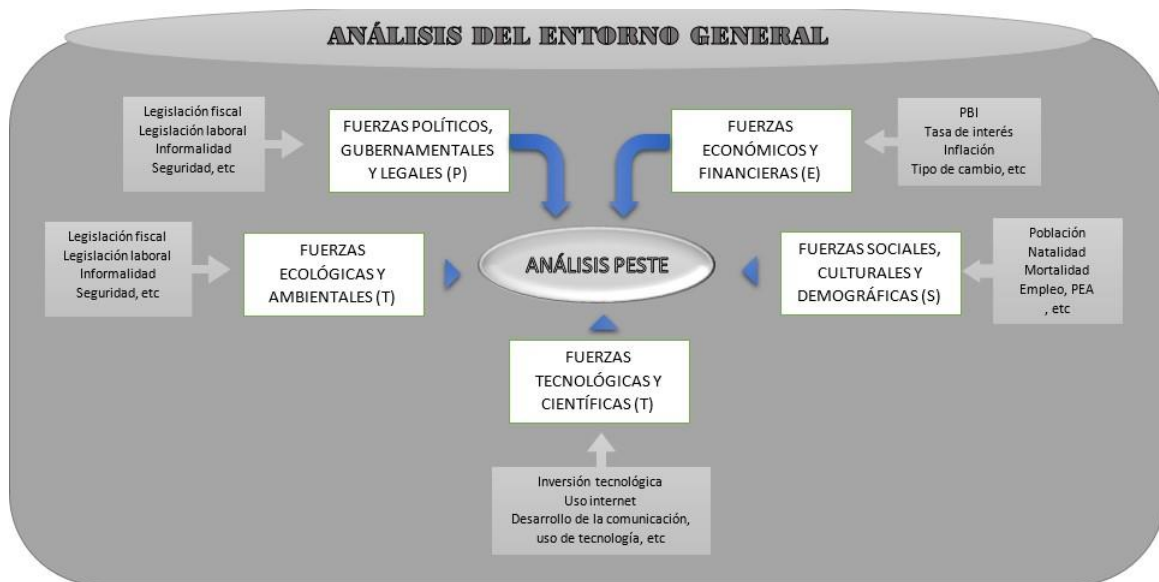 ANÁLISIS DEL ENTORNO GENERAL
Legislación fiscal
Legislación laboral
Informalidad
Seguridad, etc
FUERZAS POLÍTICOS,
GUBERNAMENTALES
Y LEGALES (P)
FUERZAS
ECONÓMICOS Y
FINANCIERAS (E)
PBI
Tasa de interés
Inflación
Tipo de cambio, etc
Legislación fiscal
Legislación laboral
Informalidad
Seguridad, etc
FUERZAS
ECOLÓGICAS Y
AMBIENTALES (T)
ANÁLISIS PESTE
FUERZAS SOCIALES,
CULTURALES Y
DEMOGRÁFICAS (S)
Población
Natalidad
Mortalidad
Empleo, PEA
, etc
FUERZAS
TECNOLÓGICAS Y
CIENTÍFICAS (T)
Inversión tecnológica
Uso internet
Desarrollo de la comunicación,
uso de tecnología, etc